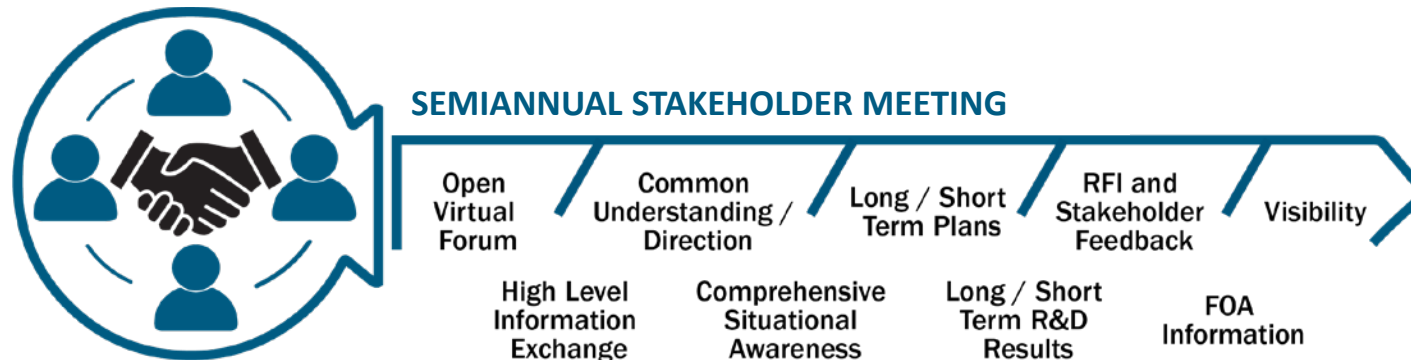 SEMIANNUAL STAKEHOLDER MEETING
Open
Virtual
Forum
Common
Understanding /
Direction
Long / Short
Term Plans
RFI and
Stakeholder
Feedback
Visibility
High Level
Information
Exchange
Comprehensive
Situational
Awareness
Long / Short
Term R&D
Results
FOA
Information